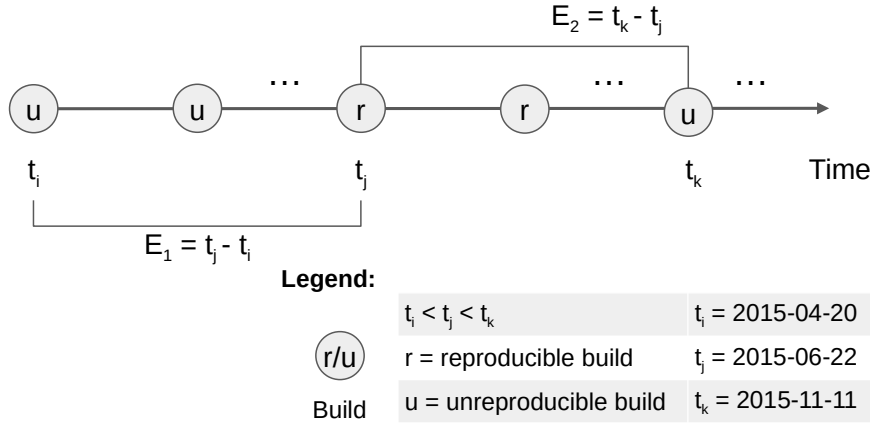 E2 = tk - tj
... ... ...
u u r r u
ti tj tk Time
E1 = tj - ti
Legend:
ti < tj < tk ti = 2015-04-20
r/u r = reproducible build tj = 2015-06-22
Build u = unreproducible build tk = 2015-11-11